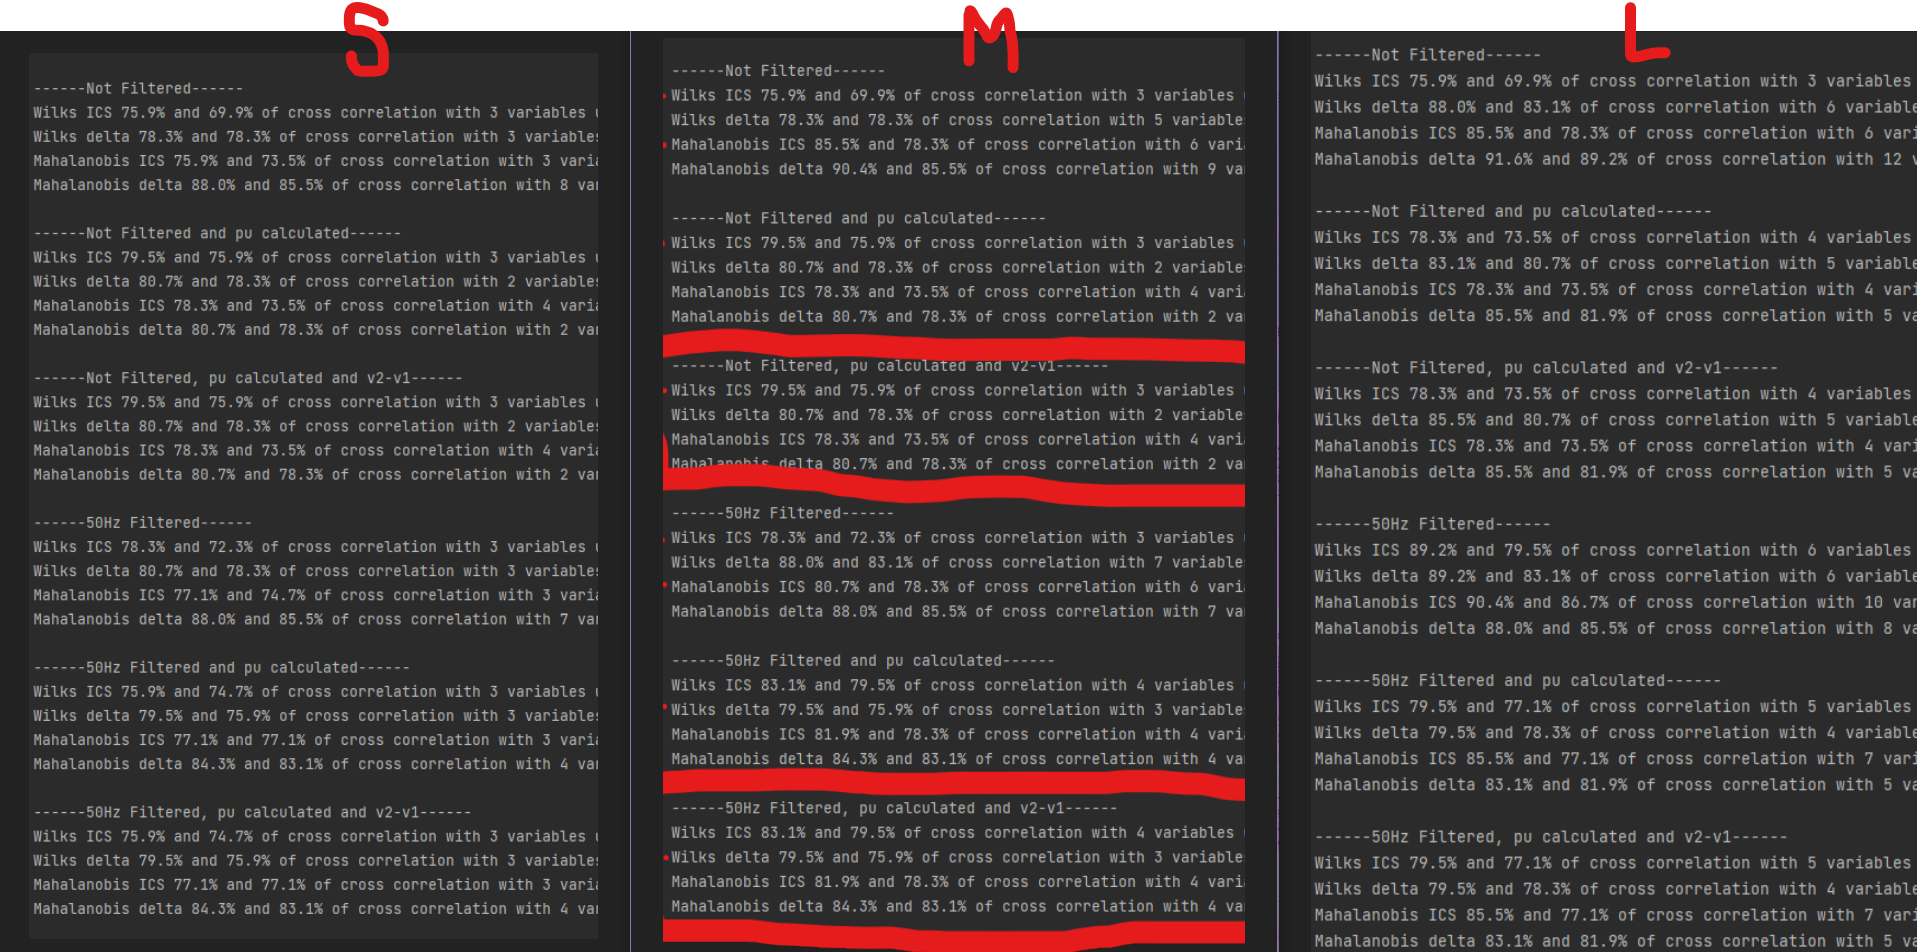 S
------Not Filtered------
Wilks ICS 75.9% and 69.9% of cross correlation with 3 variables
Wilks delta 78.3% and 78.3% of cross correlation with 3 variables
Mahalanobis ICS 75.9% and 73.5% of cross correlation with 3 varia
Mahalanobis delta 88.0% and 85.5% of cross correlation with 8 var
------Not Filtered and pu calculated------
Wilks ICS 79.5% and 75.9% of cross correlation with 3 variables
Wilks delta 80.7% and 78.3% of cross correlation with 2 variables
Mahalanobis ICS 78.3% and 73.5% of cross correlation with 4 varia
Mahalanobis delta 80.7% and 78.3% of cross correlation with 2 var
------Not Filtered, pu calculated and v2-v1------
Wilks ICS 79.5% and 75.9% of cross correlation with 3 variables
Wilks delta 80.7% and 78.3% of cross correlation with 2 variables
Mahalanobis ICS 78.3% and 73.5% of cross correlation with 4 varia
Mahalanobis delta 80.7% and 78.3% of cross correlation with 2 var
------50Hz Filtered------
Wilks ICS 78.3% and 72.3% of cross correlation with 3 variables
Wilks delta 80.7% and 78.3% of cross correlation with 3 variables
Mahalanobis ICS 77.1% and 74.7% of cross correlation with 3 varia
Mahalanobis delta 88.0% and 85.5% of cross correlation with 7 var
------50Hz Filtered and pu calculated------
Wilks ICS 75.9% and 74.7% of cross correlation with 3 variables
Wilks delta 79.5% and 75.9% of cross correlation with 3 variables
Mahalanobis ICS 77.1% and 77.1% of cross correlation with 3 varia
Mahalanobis delta 84.3% and 83.1% of cross correlation with 4 var
------50Hz Filtered, pu calculated and v2-v1------
Wilks ICS 75.9% and 74.7% of cross correlation with 3 variables
Wilks delta 79.5% and 75.9% of cross correlation with 3 variables
Mahalanobis ICS 77.1% and 77.1% of cross correlation with 3 varia
Mahalanobis delta 84.3% and 83.1% of cross correlation with 4 var
M
------Not Filtered------
Wilks ICS 75.9% and 69.9% of cross correlation with 3 variables
Wilks delta 78.3% and 78.3% of cross correlation with 5 variables
Mahalanobis ICS 85.5% and 78.3% of cross correlation with 6 vari
Mahalanobis delta 90.4% and 85.5% of cross correlation with 9 va
------Not Filtered and pu calculated------
Wilks ICS 79.5% and 75.9% of cross correlation with 3 variables
Wilks delta 80.7% and 78.3% of cross correlation with 2 variables
Mahalanobis ICS 78.3% and 73.5% of cross correlation with 4 vari
Mahalanobis delta 80.7% and 78.3% of cross correlation with 2 va
------Not Filtered, pu calculated and v2-v1------
Wilks ICS 79.5% and 75.9% of cross correlation with 3 variables
Wilks delta 80.7% and 78.3% of cross correlation with 2 variables
Mahalanobis ICS 78.3% and 73.5% of cross correlation with 4 vari
Mahalanobis delta 80.7% and 78.3% of cross correlation with 2 va
------50Hz Filtered------
Wilks ICS 78.3% and 72.3% of cross correlation with 3 variables
Wilks delta 88.0% and 83.1% of cross correlation with 7 variables
Mahalanobis ICS 80.7% and 78.3% of cross correlation with 6 vari
Mahalanobis delta 88.0% and 85.5% of cross correlation with 7 va
------50Hz Filtered and pu calculated------
Wilks ICS 83.1% and 79.5% of cross correlation with 4 variables
Wilks delta 79.5% and 75.9% of cross correlation with 3 variables
Mahalanobis ICS 81.9% and 78.3% of cross correlation with 4 vari
Mahalanobis delta 84.3% and 83.1% of cross correlation with 4 va
------50Hz Filtered, pu calculated and v2-v1------
Wilks ICS 83.1% and 79.5% of cross correlation with 4 variables
Wilks delta 79.5% and 75.9% of cross correlation with 3 variables
Mahalanobis ICS 81.9% and 78.3% of cross correlation with 4 vari
Mahalanobis delta 84.3% and 83.1% of cross correlation with 4 va
L
------Not Filtered------
Wilks ICS 75.9% and 69.9% of cross correlation with 3 variables
Wilks delta 88.0% and 83.1% of cross correlation with 6 variable
Mahalanobis ICS 85.5% and 78.3% of cross correlation with 6 vari
Mahalanobis delta 91.6% and 89.2% of cross correlation with 12 v
------Not Filtered and pu calculated------
Wilks ICS 78.3% and 73.5% of cross correlation with 4 variables
Wilks delta 83.1% and 80.7% of cross correlation with 5 variable
Mahalanobis ICS 78.3% and 73.5% of cross correlation with 4 vari
Mahalanobis delta 85.5% and 81.9% of cross correlation with 5 va
------Not Filtered, pu calculated and v2-v1------
Wilks ICS 78.3% and 73.5% of cross correlation with 4 variables
Wilks delta 85.5% and 80.7% of cross correlation with 5 variable
Mahalanobis ICS 78.3% and 73.5% of cross correlation with 4 vari
Mahalanobis delta 85.5% and 81.9% of cross correlation with 5 va
------50Hz Filtered------
Wilks ICS 89.2% and 79.5% of cross correlation with 6 variables
Wilks delta 89.2% and 83.1% of cross correlation with 6 variable
Mahalanobis ICS 90.4% and 86.7% of cross correlation with 10 var
Mahalanobis delta 88.0% and 85.5% of cross correlation with 8 va
------50Hz Filtered and pu calculated------
Wilks ICS 79.5% and 77.1% of cross correlation with 5 variables
Wilks delta 79.5% and 78.3% of cross correlation with 4 variable
Mahalanobis ICS 85.5% and 77.1% of cross correlation with 7 vari
Mahalanobis delta 83.1% and 81.9% of cross correlation with 5 va
------50Hz Filtered, pu calculated and v2-v1------
Wilks ICS 79.5% and 77.1% of cross correlation with 5 variables
Wilks delta 79.5% and 78.3% of cross correlation with 4 variable
Mahalanobis ICS 85.5% and 77.1% of cross correlation with 7 vari
Mahalanobis delta 83.1% and 81.9% of cross correlation with 5 va